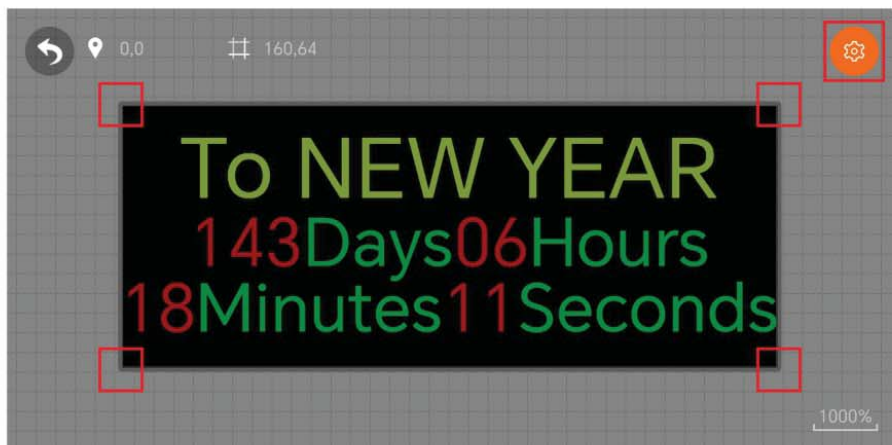 0,0 160,64
To NEW YEAR
143Days06Hours
18Minutes11Seconds
1000%